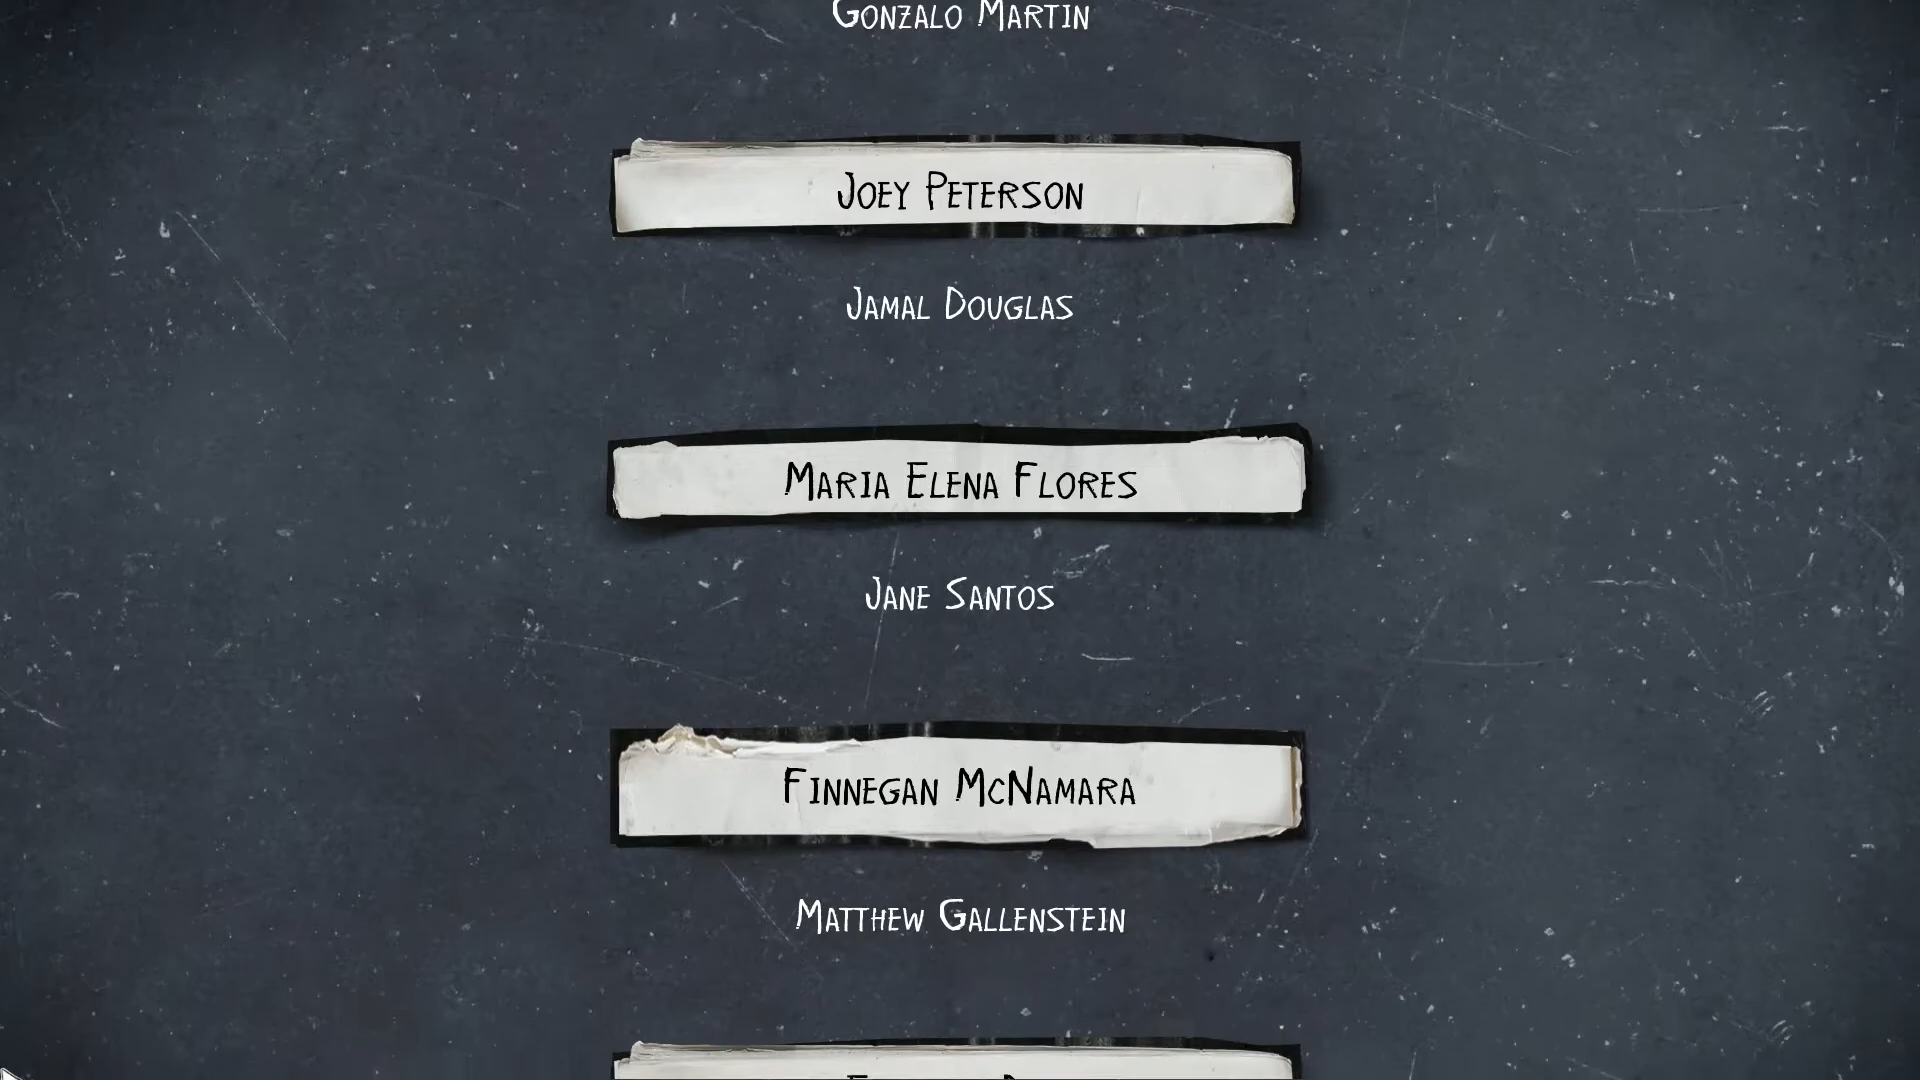 Gonzalo Martin
Joey Peterson
Jamal Douglas
Maria Elena Flores
Jane Santos
Finnegan McNamara
Matthew Gallenstein